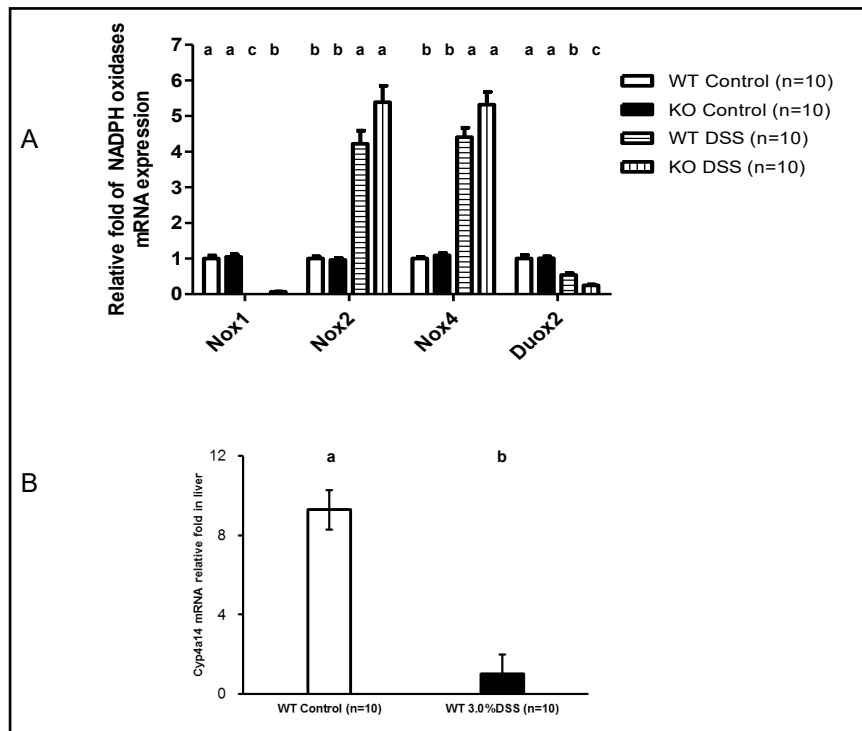 A
Relative fold of NADPH oxidases
mRNA expression
7
6
5
4
3
2
1
0
a a c b b b a a b b a a a a b c
Nox1 Nox2 Nox4 Duox2
WT Control (n=10)
KO Control (n=10)
WT DSS (n=10)
KO DSS (n=10)
B
Cyp4a14 mRNA relative fold in liver
12
8
4
0
a b
WT Control (n=10) WT 3.0%DSS (n=10)